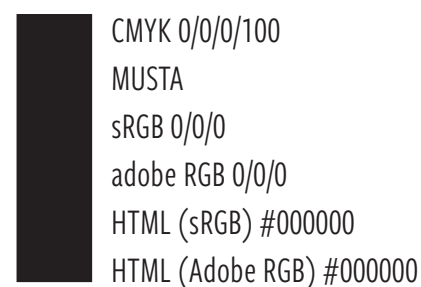 CMYK 0/0/0/100
MUSTA
sRGB 0/0/0
adobe RGB 0/0/0
HTML (sRGB) #000000
HTML (Adobe RGB) #000000